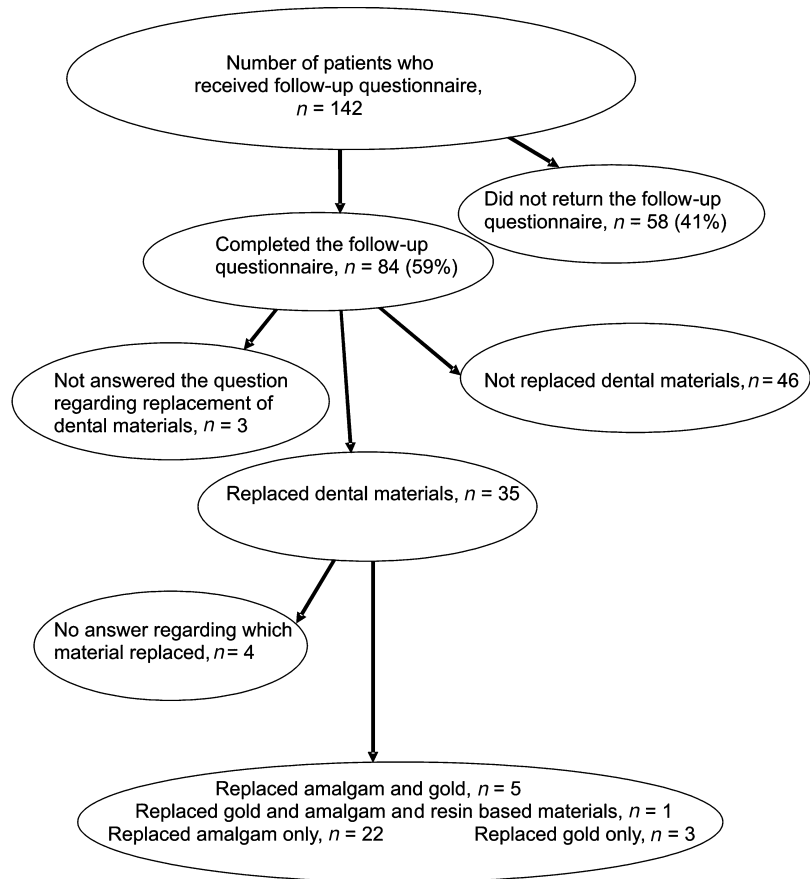 Number of patients who
received follow-up questionnaire,
n = 142
Did not return the follow-up
questionnaire, n = 58 (41%)
Completed the follow-up
questionnaire, n = 84 (59%)
Not answered the question
regarding replacement of
dental materials, n = 3
Not replaced dental materials, n = 46
Replaced dental materials, n = 35
No answer regarding which
material replaced, n = 4
Replaced amalgam and gold, n = 5
Replaced gold and amalgam and resin based materials, n = 1
Replaced amalgam only, n = 22 Replaced gold only, n = 3